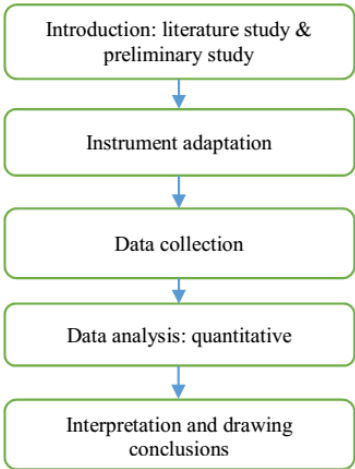 Introduction: literature study &
preliminary study
Instrument adaptation
Data collection
Data analysis: quantitative
Interpretation and drawing
conclusions